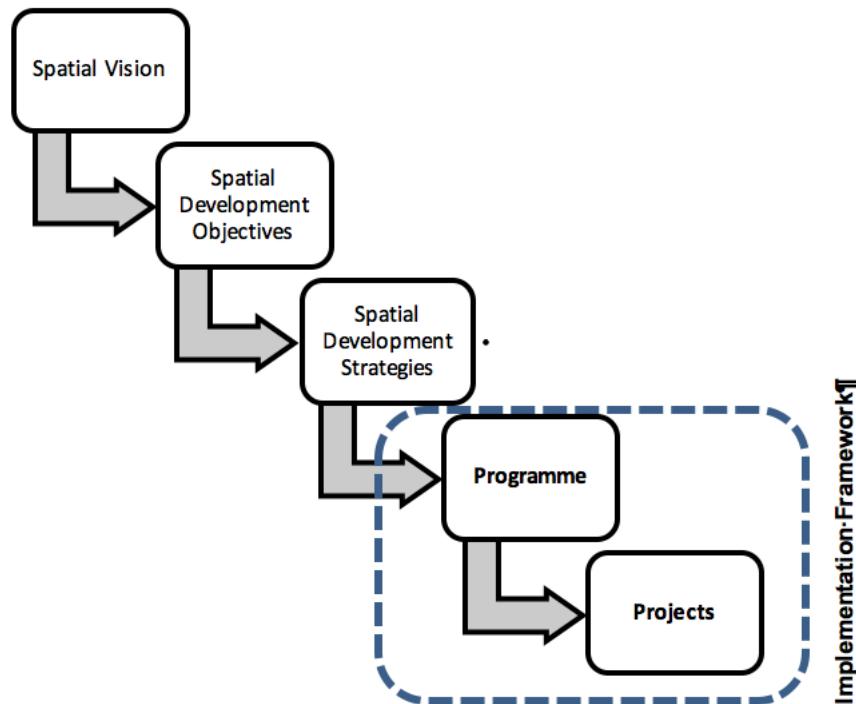 Spatial Vision
Spatial
Development
Objectives
Spatial
Development
Strategies
Programme
Projects
Implementation·Framework¶